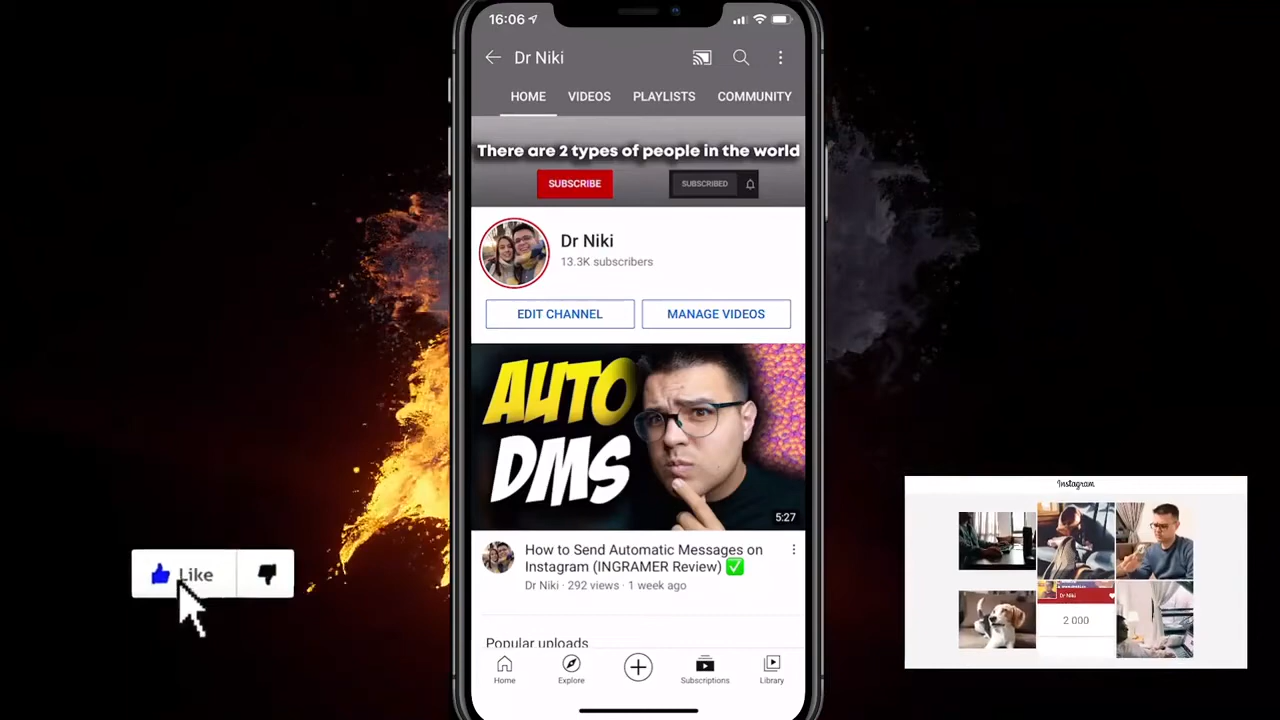 16:06
Dr Niki
HOME VIDEOS PLAYLISTS COMMUNITY
There are 2 types of people in the world
SUBSCRIBE
SUBSCRIBED
Dr Niki
13.3K subscribers
EDIT CHANNEL
MANAGE VIDEOS
AUTO
DMS
5:27
How to Send Automatic Messages on
Instagram (INGRAMER Review) ✅
Dr Niki · 292 views · 1 week ago
Popular uploads
Home
Explore
Subscriptions
Library
Like
Instagram
Dr Niki
2 000